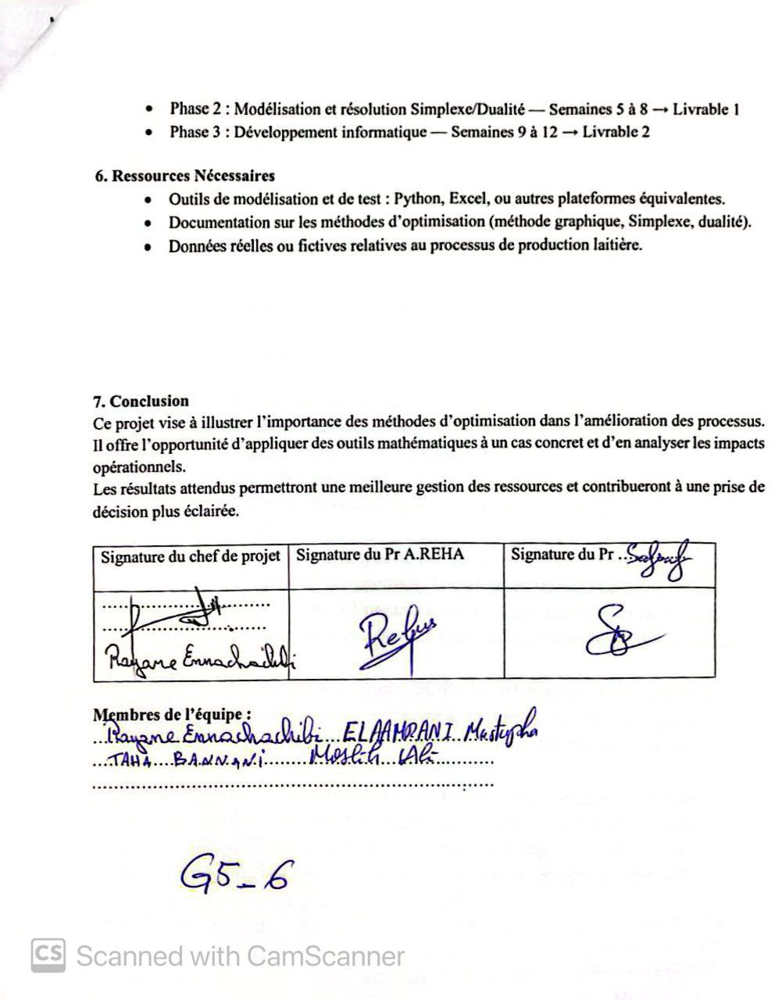 • Phase 2 : Modélisation et résolution Simplexe/Dualité — Semaines 5 à 8 → Livrable 1
• Phase 3 : Développement informatique — Semaines 9 à 12 → Livrable 2
6. Ressources Nécessaires
• Outils de modélisation et de test : Python, Excel, ou autres plateformes équivalentes.
• Documentation sur les méthodes d'optimisation (méthode graphique, Simplexe, dualité).
• Données réelles ou fictives relatives au processus de production laitière.
7. Conclusion
Ce projet vise à illustrer l'importance des méthodes d'optimisation dans l'amélioration des processus.
Il offre l'opportunité d'appliquer des outils mathématiques à un cas concret et d'en analyser les impacts
opérationnels.
Les résultats attendus permettront une meilleure gestion des ressources et contribueront à une prise de
décision plus éclairée.
Signature du chef de projet
Signature du Pr A.REHA
Signature du Pr ..
Rayane Ennachachibi
Membres de l'équipe :
Rayane Ennachachibi ELAAMRANI Mustapha
TAHA BANNANi Moslih Ali
G5_6
CS Scanned with CamScanner